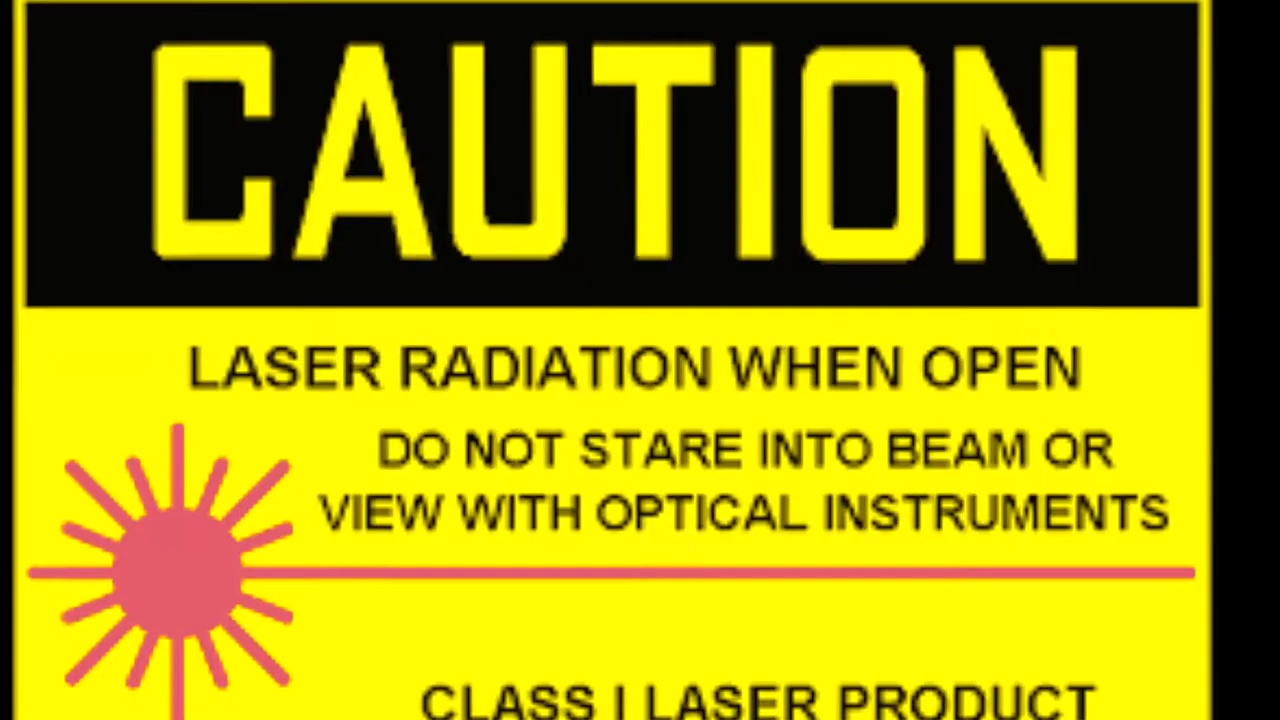 CAUTION
LASER RADIATION WHEN OPEN
DO NOT STARE INTO BEAM OR
VIEW WITH OPTICAL INSTRUMENTS
CLASS I LASER PRODUCT